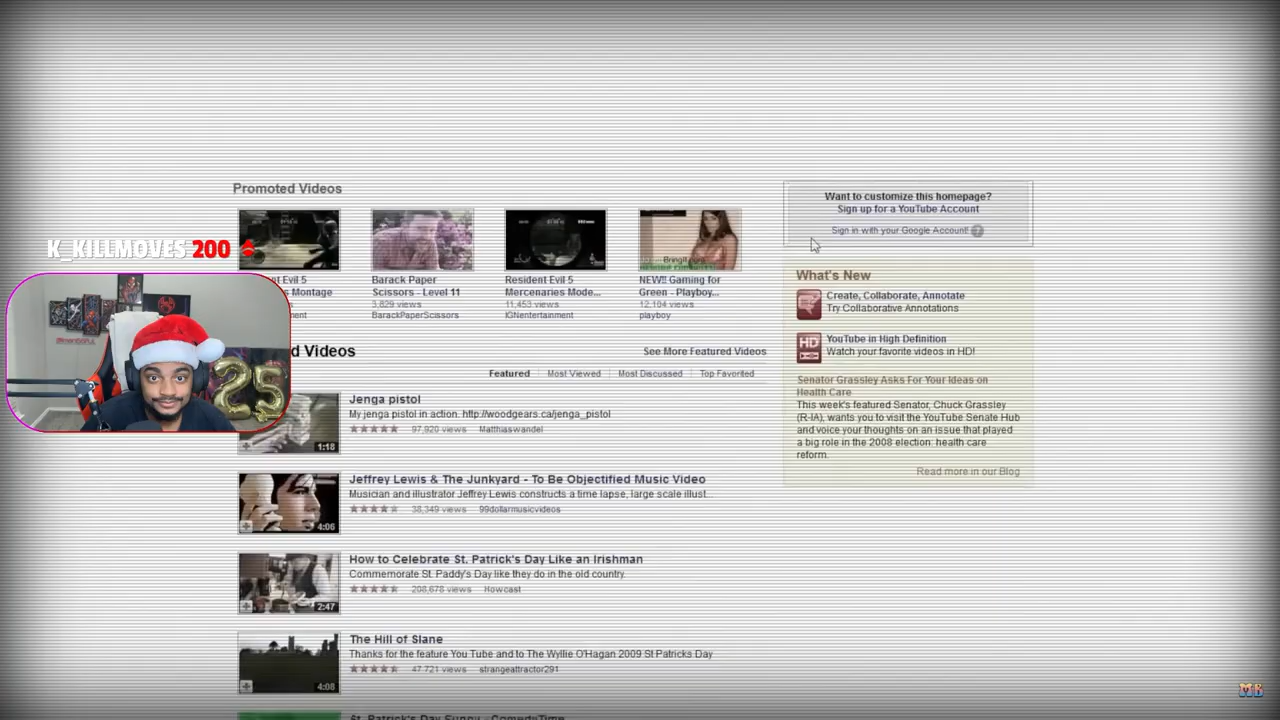 Promoted Videos
Evil 5
Montage
Barack Paper
Scissors - Level 11
3,829 views
BarackPaperScissors
Resident Evil 5
Mercenaries Mode...
11,453 views
IGNentertainment
BringIt
NEW!! Gaming for
Green - Playboy...
12,104 views
playboy
Want to customize this homepage?
Sign up for a YouTube Account
Sign in with your Google Account! ?
K_KILLMOVES 200
What's New
Create, Collaborate, Annotate
Try Collaborative Annotations
HD
YouTube in High Definition
Watch your favorite videos in HD!
Senator Grassley Asks For Your Ideas on
Health Care
This week's featured Senator, Chuck Grassley
(R-IA), wants you to visit the YouTube Senate Hub
and voice your thoughts on an issue that played
a big role in the 2008 election: health care
reform.
Read more in our Blog
Videos
See More Featured Videos
Featured Most Viewed Most Discussed Top Favorited
25
Jenga pistol
My jenga pistol in action. http://woodgears.ca/jenga_pistol
97,920 views Matthiaswandel
1:18
Jeffrey Lewis & The Junkyard - To Be Objectified Music Video
Musician and illustrator Jeffrey Lewis constructs a time lapse, large scale illust...
38,349 views 99dollarmusicvideos
4:06
How to Celebrate St. Patrick's Day Like an Irishman
Commemorate St. Paddy's Day like they do in the old country.
208,678 views Howcast
2:47
The Hill of Slane
Thanks for the feature You Tube and to The Wyllie O'Hagan 2009 St Patricks Day
47,721 views strangeattractor291
4:08
St. Patrick's Day Funny - ComedyTime
MB